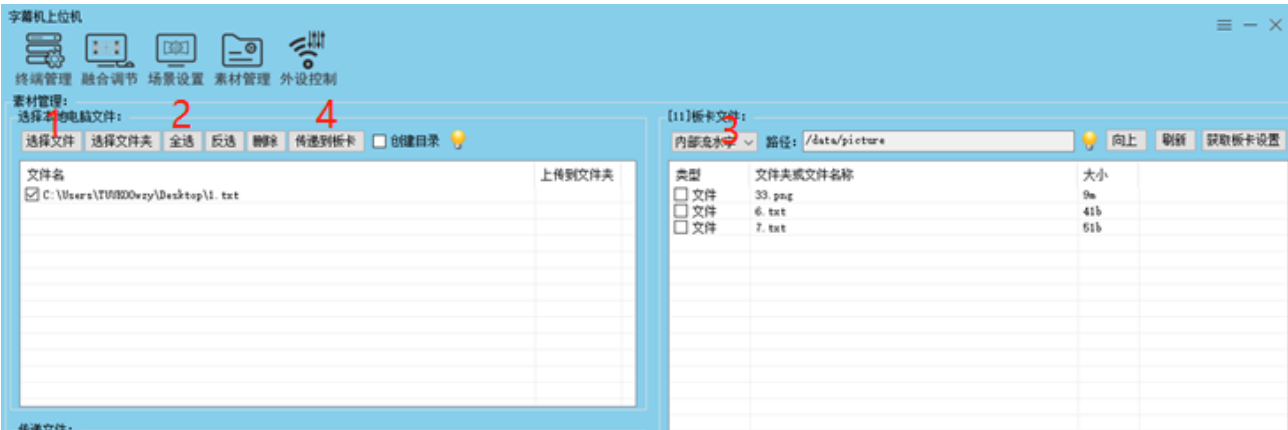 字幕机上位机
终端管理 融合调节 场景设置 素材管理 外设控制
素材管理:
选择本地电脑文件:
1 2 4
选择文件 选择文件夹 全选 反选 删除 传递到板卡 创建目录
文件名 上传到文件夹
C:\Users\TVVKOOwzy\Desktop\1.txt
[11]板卡文件:
3
内部流水字 路径: /data/picture 向上 刷新 获取板卡设置
类型 文件夹或文件名称 大小
文件 33.png 9m
文件 6.txt 41b
文件 7.txt 51b
传递文件: